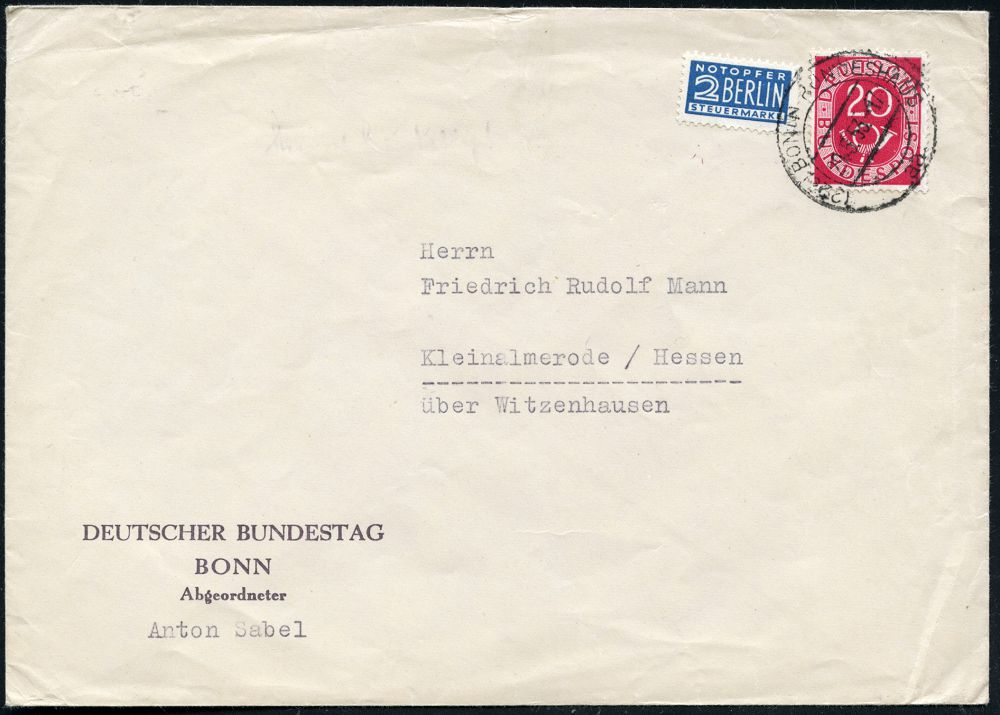 NOTOPFER
2 BERLIN
STEUERMARKE
20
Herrn
Friedrich Rudolf Mann
Kleinalmerode / Hessen
über Witzenhausen
DEUTSCHER BUNDESTAG
BONN
Abgeordneter
Anton Sabel